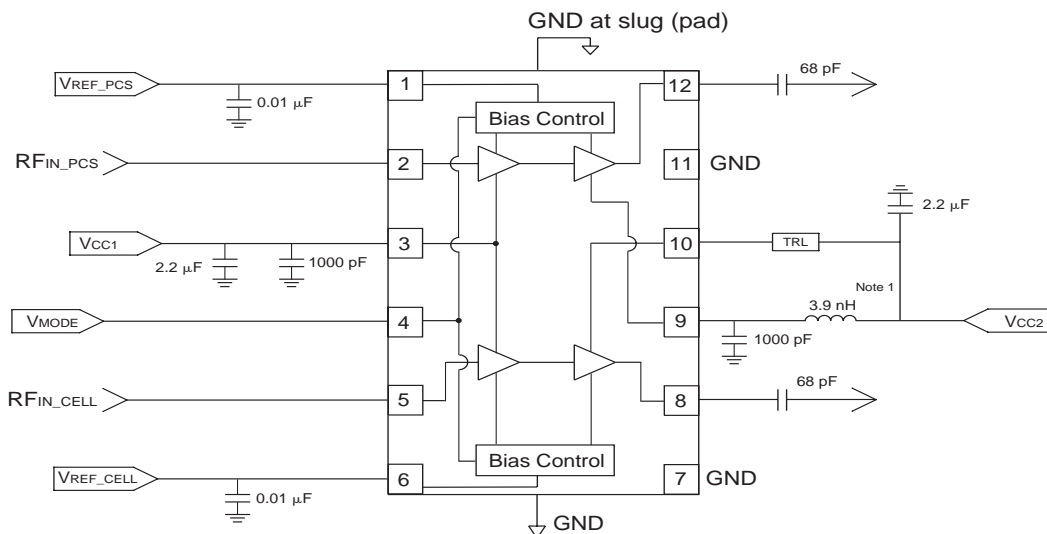 GND at slug (pad)
VREF_PCS
0.01 μF
1
Bias Control
12
68 pF
RFIN_PCS
2
11
GND
VCC1
2.2 μF
1000 pF
3
10
TRL
2.2 μF
Note 1
VMODE
4
9
3.9 nH
1000 pF
VCC2
RFIN_CELL
5
8
68 pF
VREF_CELL
0.01 μF
6
Bias Control
7
GND
GND